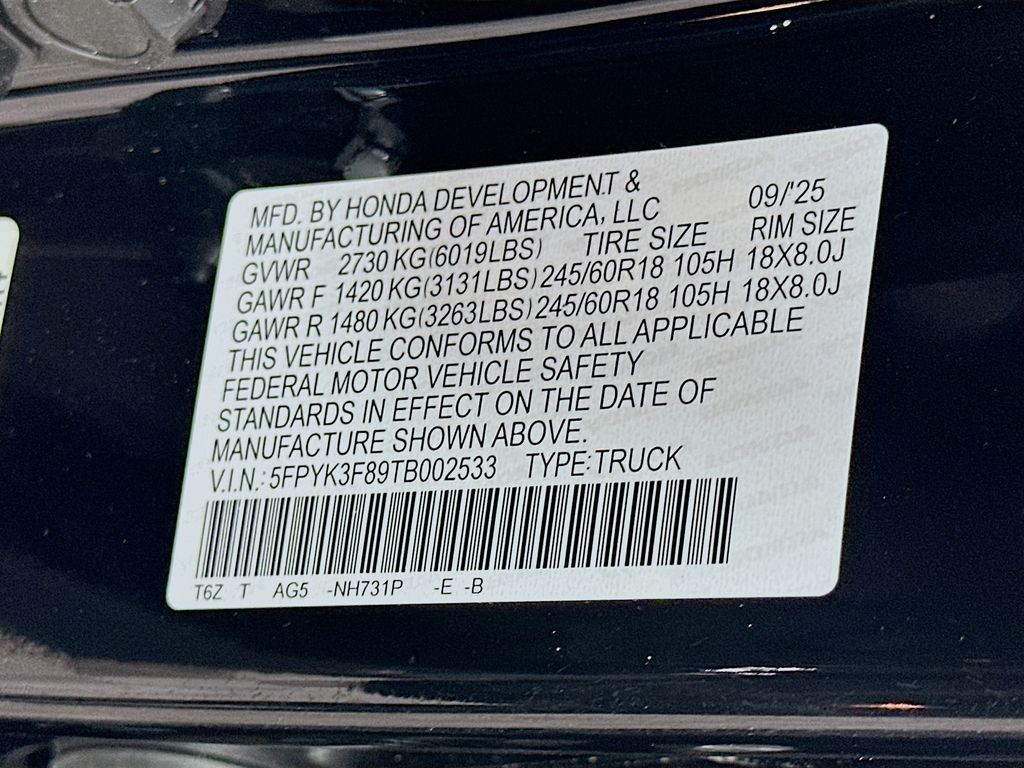 MFD. BY HONDA DEVELOPMENT & 09/'25
MANUFACTURING OF AMERICA, LLC
GVWR 2730 KG(6019LBS) TIRE SIZE RIM SIZE
GAWR F 1420 KG(3131LBS) 245/60R18 105H 18X8.0J
GAWR R 1480 KG(3263LBS) 245/60R18 105H 18X8.0J
THIS VEHICLE CONFORMS TO ALL APPLICABLE
FEDERAL MOTOR VEHICLE SAFETY
STANDARDS IN EFFECT ON THE DATE OF
MANUFACTURE SHOWN ABOVE.
V.I.N.: 5FPYK3F89TB002533 TYPE: TRUCK
T6Z T AG5 -NH731P -E -B